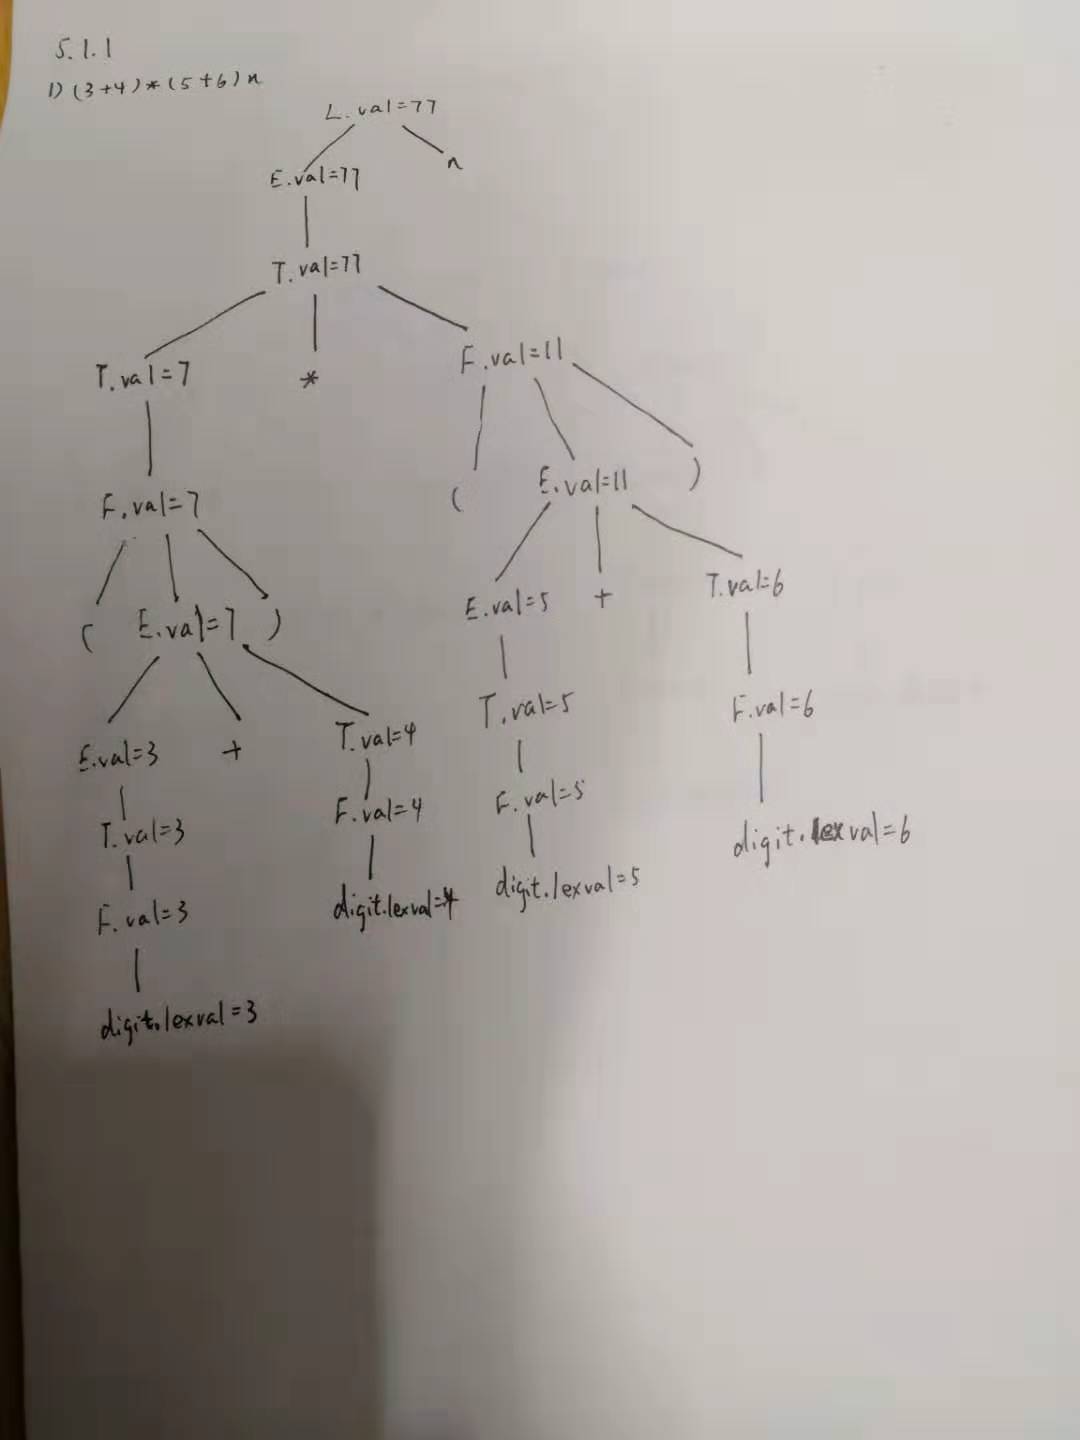 5.1.1
1) (3+4)*(5+6)n
L.val=77
E.val=77 n
T.val=77
T.val=7 * F.val=11
( E.val=11 )
F.val=7
E.val=5 + T.val=6
( E.val=7 )
T.val=5 F.val=6
E.val=3 + T.val=4
F.val=5
T.val=3 F.val=4 digit.lexval=6
digit.lexval=4 digit.lexval=5
F.val=3
digit.lexval=3